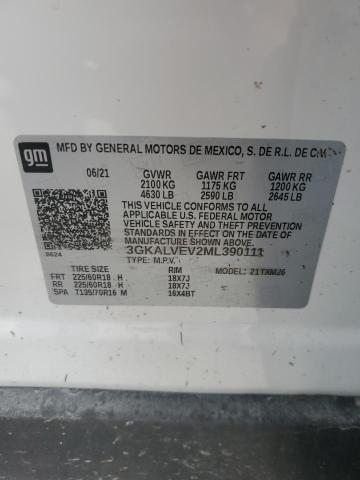 gm
MFD BY GENERAL MOTORS DE MEXICO, S. DE R.L. DE C.V.
06/21 GVWR GAWR FRT GAWR RR
2100 KG 1175 KG 1200 KG
4630 LB 2590 LB 2645 LB
THIS VEHICLE CONFORMS TO ALL
APPLICABLE U.S. FEDERAL MOTOR
VEHICLE SAFETY AND THEFT PREVENTION
STANDARDS IN EFFECT ON THE DATE OF
MANUFACTURE SHOWN ABOVE.
8624
3GKALVEV2ML390111
TYPE: M.P.V.
TIRE SIZE RIM MODEL: 21TXM26
FRT 225/60R18 H 18X7J
RR 225/60R18 H 18X7J
SPA T135/70R16 M 16X4BT